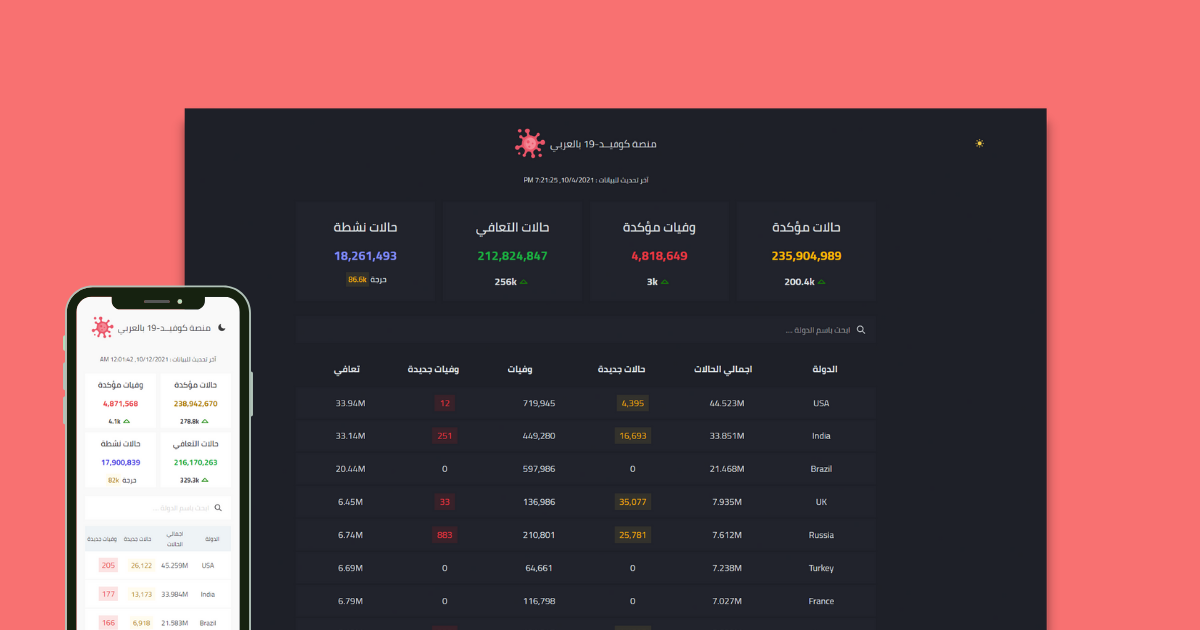 منصة كوفيــد-19 بالعربي
آخر تحديث للبيانات : 10/4/2021, 7:21:25 PM
حالات مؤكدة
235,904,989
200.4k
وفيات مؤكدة
4,818,649
3k
حالات التعافي
212,824,847
256k
حالات نشطة
18,261,493
حرجة 86.6k
ابحث باسم الدولة ...
الدولة اجمالي الحالات حالات جديدة وفيات وفيات جديدة تعافي
USA 44.523M 4,395 719,945 12 33.94M
India 33.851M 16,693 449,280 251 33.14M
Brazil 21.468M 0 597,986 0 20.44M
UK 7.935M 35,077 136,986 33 6.45M
Russia 7.612M 25,781 210,801 883 6.74M
Turkey 7.238M 0 64,661 0 6.69M
France 7.027M 0 116,798 0 6.79M
منصة كوفيــد-19 بالعربي
آخر تحديث للبيانات : 10/12/2021, 12:01:42 AM
حالات مؤكدة
238,942,670
278.8k
وفيات مؤكدة
4,871,568
4.1k
حالات التعافي
216,170,263
329.3k
حالات نشطة
17,900,839
حرجة 82k
ابحث باسم الدولة ...
الدولة اجمالي الحالات حالات جديدة وفيات جديدة
USA 45.259M 26,122 205
India 33.984M 13,173 177
Brazil 21.583M 6,918 166